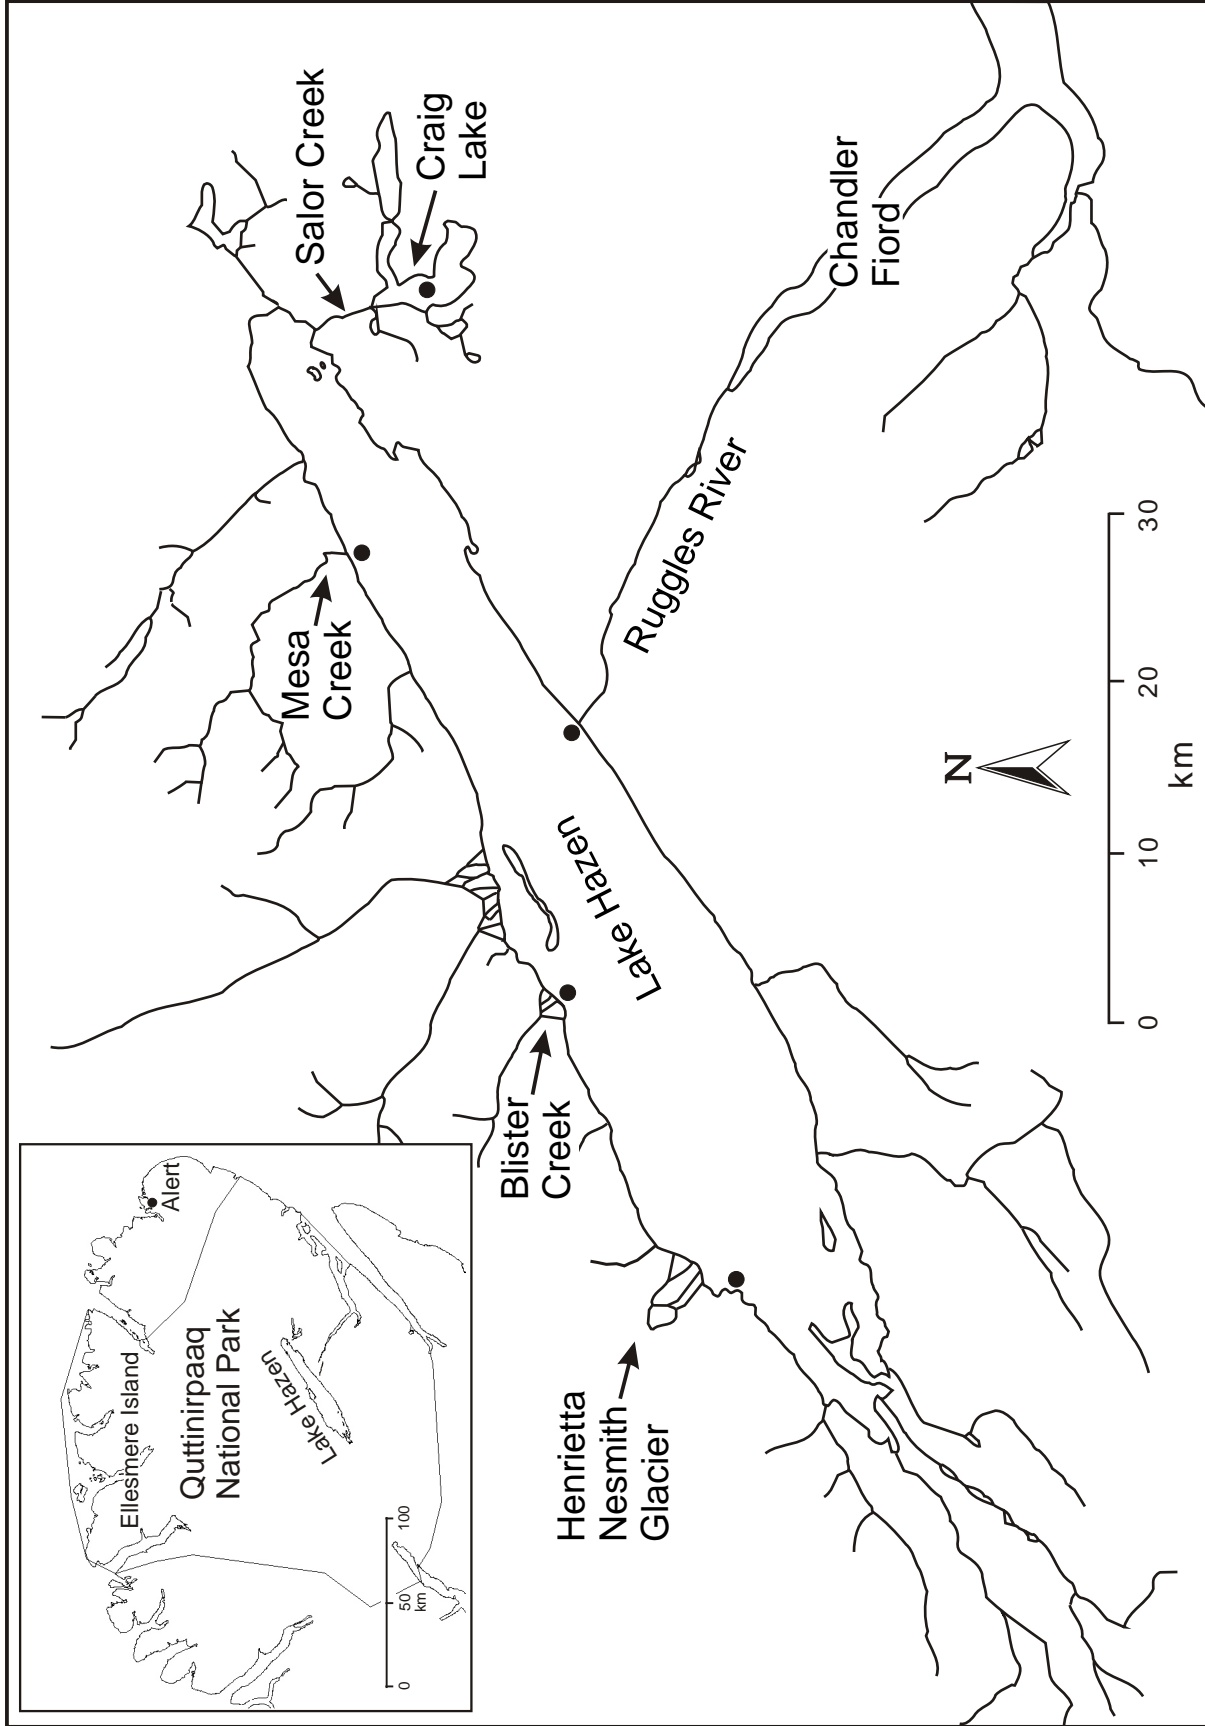 Ellesmere Island
Alert
Quttinirpaaq
National Park
Lake Hazen
0
50
100
km
Salor Creek
Craig
Lake
Mesa
Creek
Blister
Creek
Henrietta
Nesmith
Glacier
Lake Hazen
Ruggles River
Chandler
Fiord
N
0
10
20
30
km